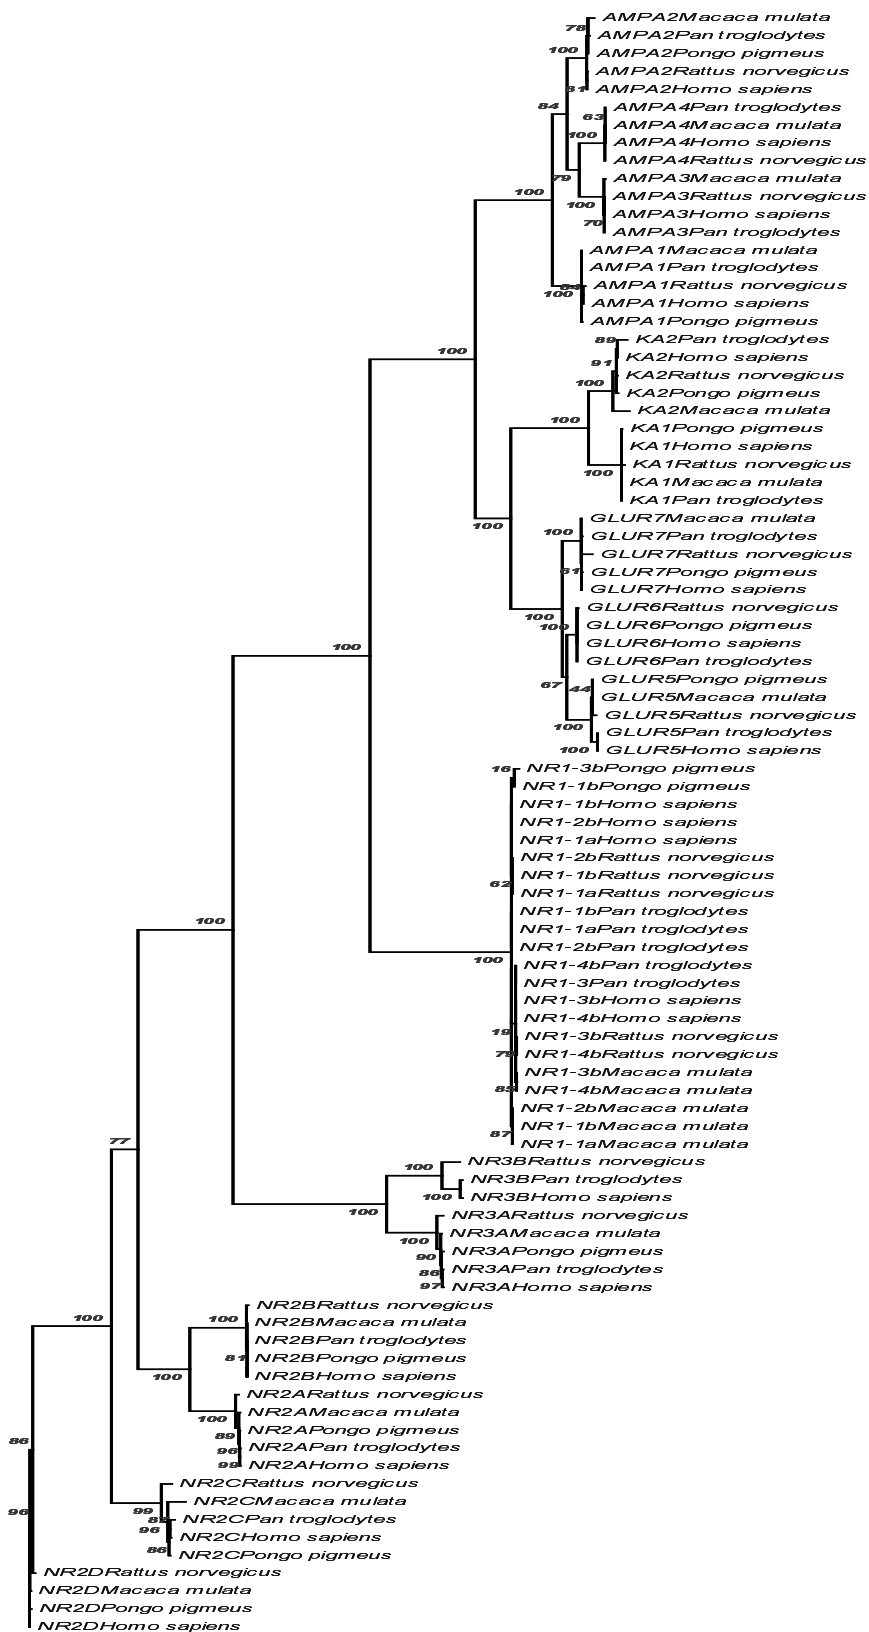 AMPA2Macaca mulata
78
AMPA2Pan troglodytes
100
AMPA2Pongo pigmeus
AMPA2Rattus norvegicus
81
AMPA2Homo sapiens
84
AMPA4Pan troglodytes
63
AMPA4Macaca mulata
100
AMPA4Homo sapiens
AMPA4Rattus norvegicus
79
AMPA3Macaca mulata
100
AMPA3Rattus norvegicus
100
AMPA3Homo sapiens
70
AMPA3Pan troglodytes
AMPA1Macaca mulata
AMPA1Pan troglodytes
AMPA1Rattus norvegicus
100
AMPA1Homo sapiens
AMPA1Pongo pigmeus
89
KA2Pan troglodytes
100
KA2Homo sapiens
91
KA2Rattus norvegicus
100
KA2Pongo pigmeus
KA2Macaca mulata
100
KA1Pongo pigmeus
KA1Homo sapiens
KA1Rattus norvegicus
100
KA1Macaca mulata
KA1Pan troglodytes
GLUR7Macaca mulata
100
100
GLUR7Pan troglodytes
GLUR7Rattus norvegicus
61
GLUR7Pongo pigmeus
GLUR7Homo sapiens
GLUR6Rattus norvegicus
100
100
GLUR6Pongo pigmeus
GLUR6Homo sapiens
100
GLUR6Pan troglodytes
GLUR5Pongo pigmeus
67
44
GLUR5Macaca mulata
GLUR5Rattus norvegicus
100
GLUR5Pan troglodytes
100
GLUR5Homo sapiens
16
NR1-3bPongo pigmeus
NR1-1bPongo pigmeus
NR1-1bHomo sapiens
NR1-2bHomo sapiens
NR1-1aHomo sapiens
NR1-2bRattus norvegicus
62
NR1-1bRattus norvegicus
NR1-1aRattus norvegicus
NR1-1bPan troglodytes
100
NR1-1aPan troglodytes
NR1-2bPan troglodytes
100
NR1-4bPan troglodytes
NR1-3Pan troglodytes
NR1-3bHomo sapiens
NR1-4bHomo sapiens
19
NR1-3bRattus norvegicus
79
NR1-4bRattus norvegicus
NR1-3bMacaca mulata
85
NR1-4bMacaca mulata
NR1-2bMacaca mulata
NR1-1bMacaca mulata
87
77
NR1-1aMacaca mulata
100
NR3BRattus norvegicus
NR3BPan troglodytes
100
NR3BHomo sapiens
100
NR3ARattus norvegicus
NR3AMacaca mulata
100
NR3APongo pigmeus
90
NR3APan troglodytes
86
NR3AHomo sapiens
97
NR2BRattus norvegicus
100
100
NR2BMacaca mulata
NR2BPan troglodytes
81
NR2BPongo pigmeus
100
NR2BHomo sapiens
NR2ARattus norvegicus
100
NR2AMacaca mulata
89
NR2APongo pigmeus
86
96
NR2APan troglodytes
99
NR2AHomo sapiens
NR2CRattus norvegicus
NR2CMacaca mulata
96
99
NR2CPan troglodytes
96
NR2CHomo sapiens
86
NR2CPongo pigmeus
NR2DRattus norvegicus
NR2DMacaca mulata
NR2DPongo pigmeus
NR2DHomo sapiens